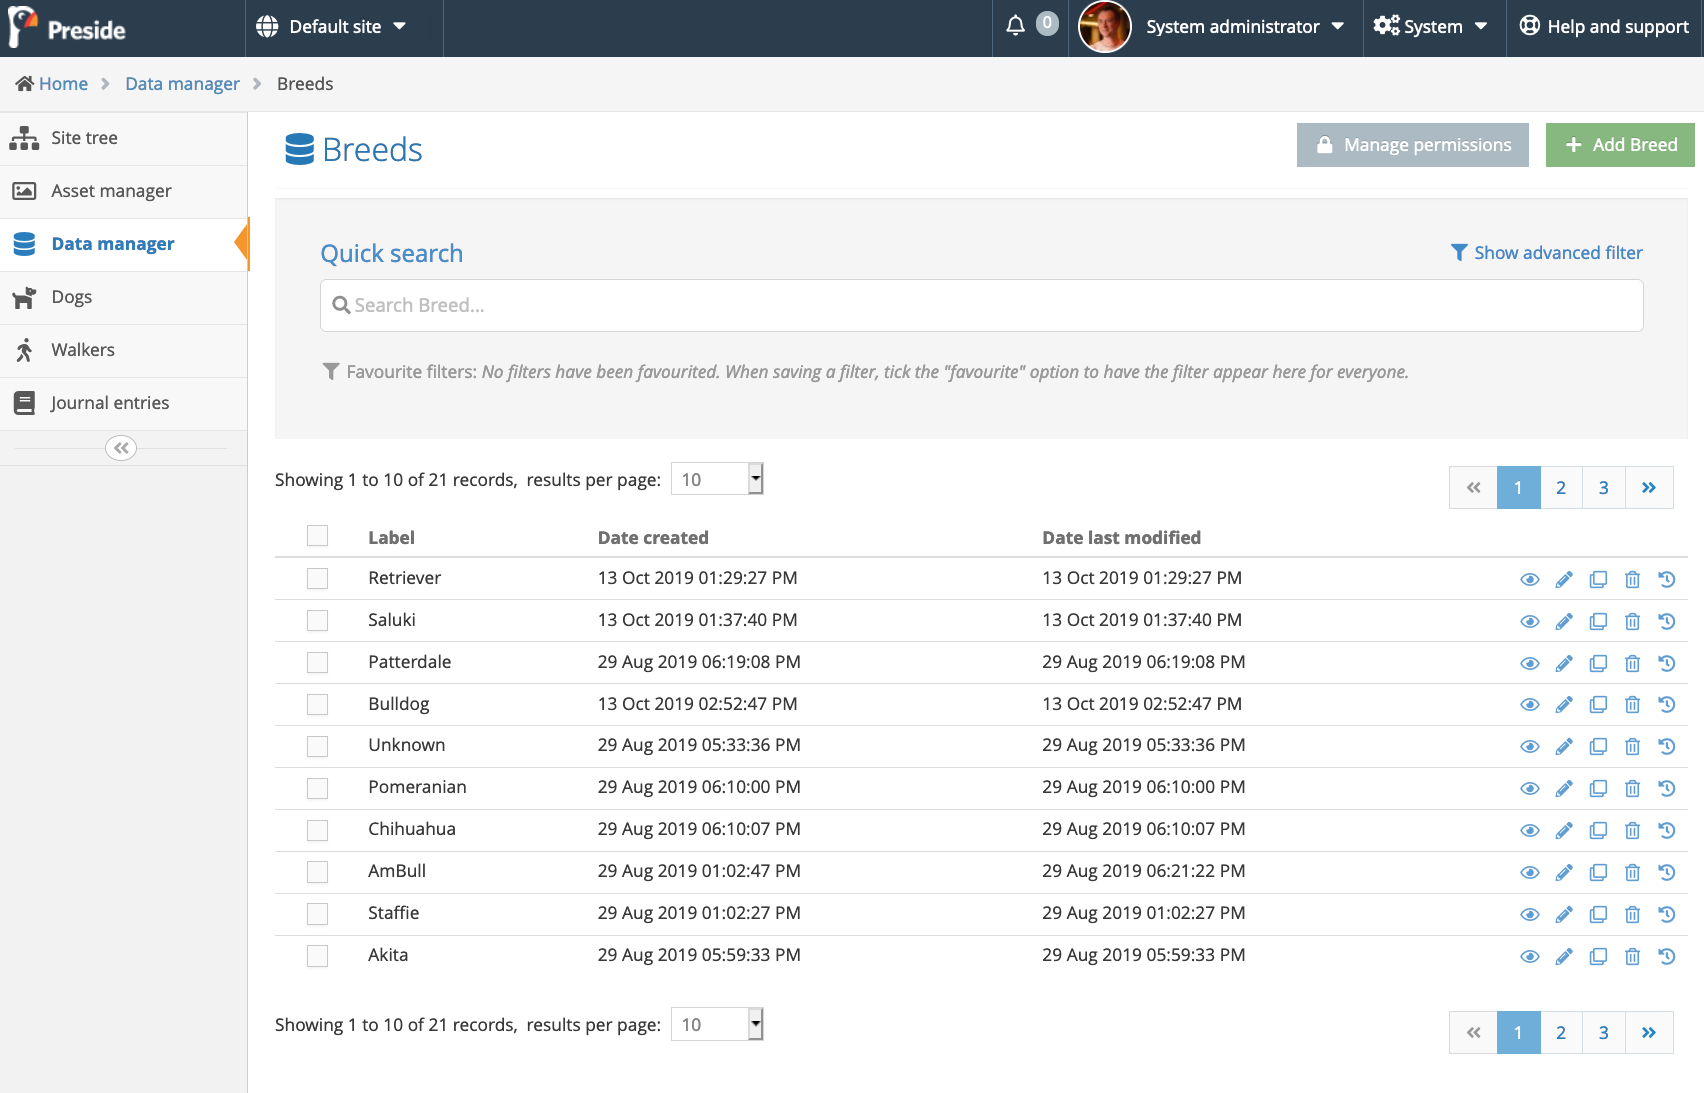 Preside
Default site
0
System administrator
System
Help and support
Home
Data manager
Breeds
Site tree
Asset manager
Data manager
Dogs
Walkers
Journal entries
Breeds
Manage permissions
Add Breed
Quick search
Show advanced filter
Search Breed...
Favourite filters: No filters have been favourited. When saving a filter, tick the "favourite" option to have the filter appear here for everyone.
Showing 1 to 10 of 21 records, results per page: 10
« 1 2 3 »
Label Date created Date last modified
Retriever 13 Oct 2019 01:29:27 PM 13 Oct 2019 01:29:27 PM
Saluki 13 Oct 2019 01:37:40 PM 13 Oct 2019 01:37:40 PM
Patterdale 29 Aug 2019 06:19:08 PM 29 Aug 2019 06:19:08 PM
Bulldog 13 Oct 2019 02:52:47 PM 13 Oct 2019 02:52:47 PM
Unknown 29 Aug 2019 05:33:36 PM 29 Aug 2019 05:33:36 PM
Pomeranian 29 Aug 2019 06:10:00 PM 29 Aug 2019 06:10:00 PM
Chihuahua 29 Aug 2019 06:10:07 PM 29 Aug 2019 06:10:07 PM
AmBull 29 Aug 2019 01:02:47 PM 29 Aug 2019 06:21:22 PM
Staffie 29 Aug 2019 01:02:27 PM 29 Aug 2019 01:02:27 PM
Akita 29 Aug 2019 05:59:33 PM 29 Aug 2019 05:59:33 PM
Showing 1 to 10 of 21 records, results per page: 10
« 1 2 3 »